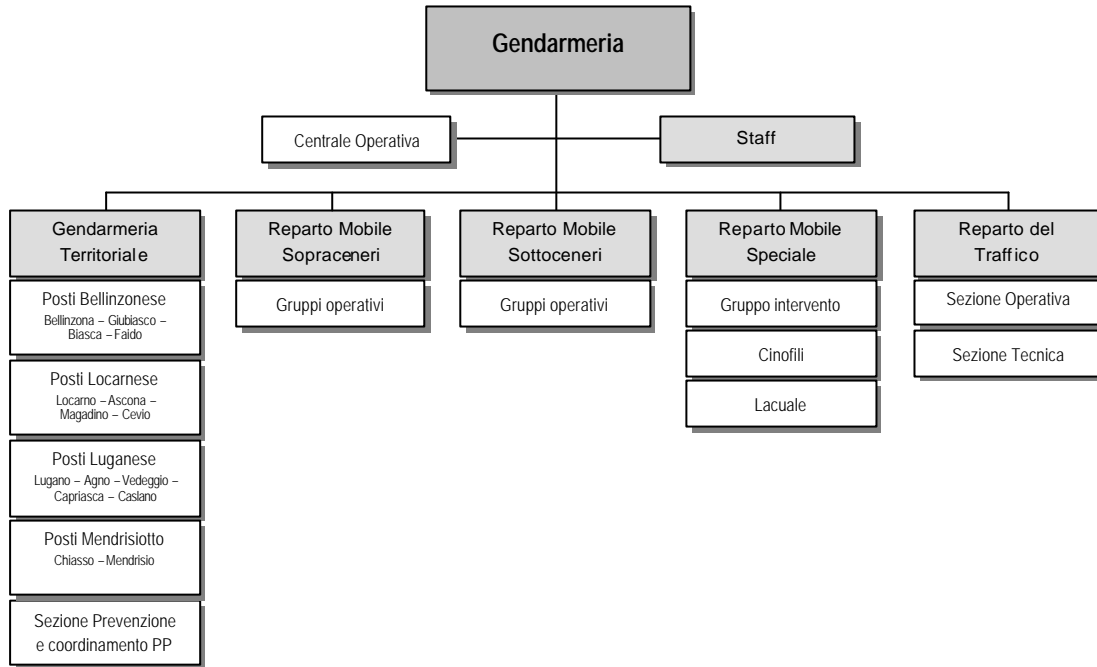 Gendarmeria
Centrale Operativa
Staff
Gendarmeria
Territoriale
Posti Bellinzonese
Bellinzona – Giubiasco –
Biasca – Faido
Posti Locarnese
Locarno – Ascona –
Magadino – Cevio
Posti Luganese
Lugano – Agno – Vedeggio –
Capriasca – Caslano
Posti Mendrisiotto
Chiasso – Mendrisio
Sezione Prevenzione
e coordinamento PP
Reparto Mobile
Sopraceneri
Gruppi operativi
Reparto Mobile
Sottoceneri
Gruppi operativi
Reparto Mobile
Speciale
Gruppo intervento
Cinofili
Lacuale
Reparto del
Traffico
Sezione Operativa
Sezione Tecnica